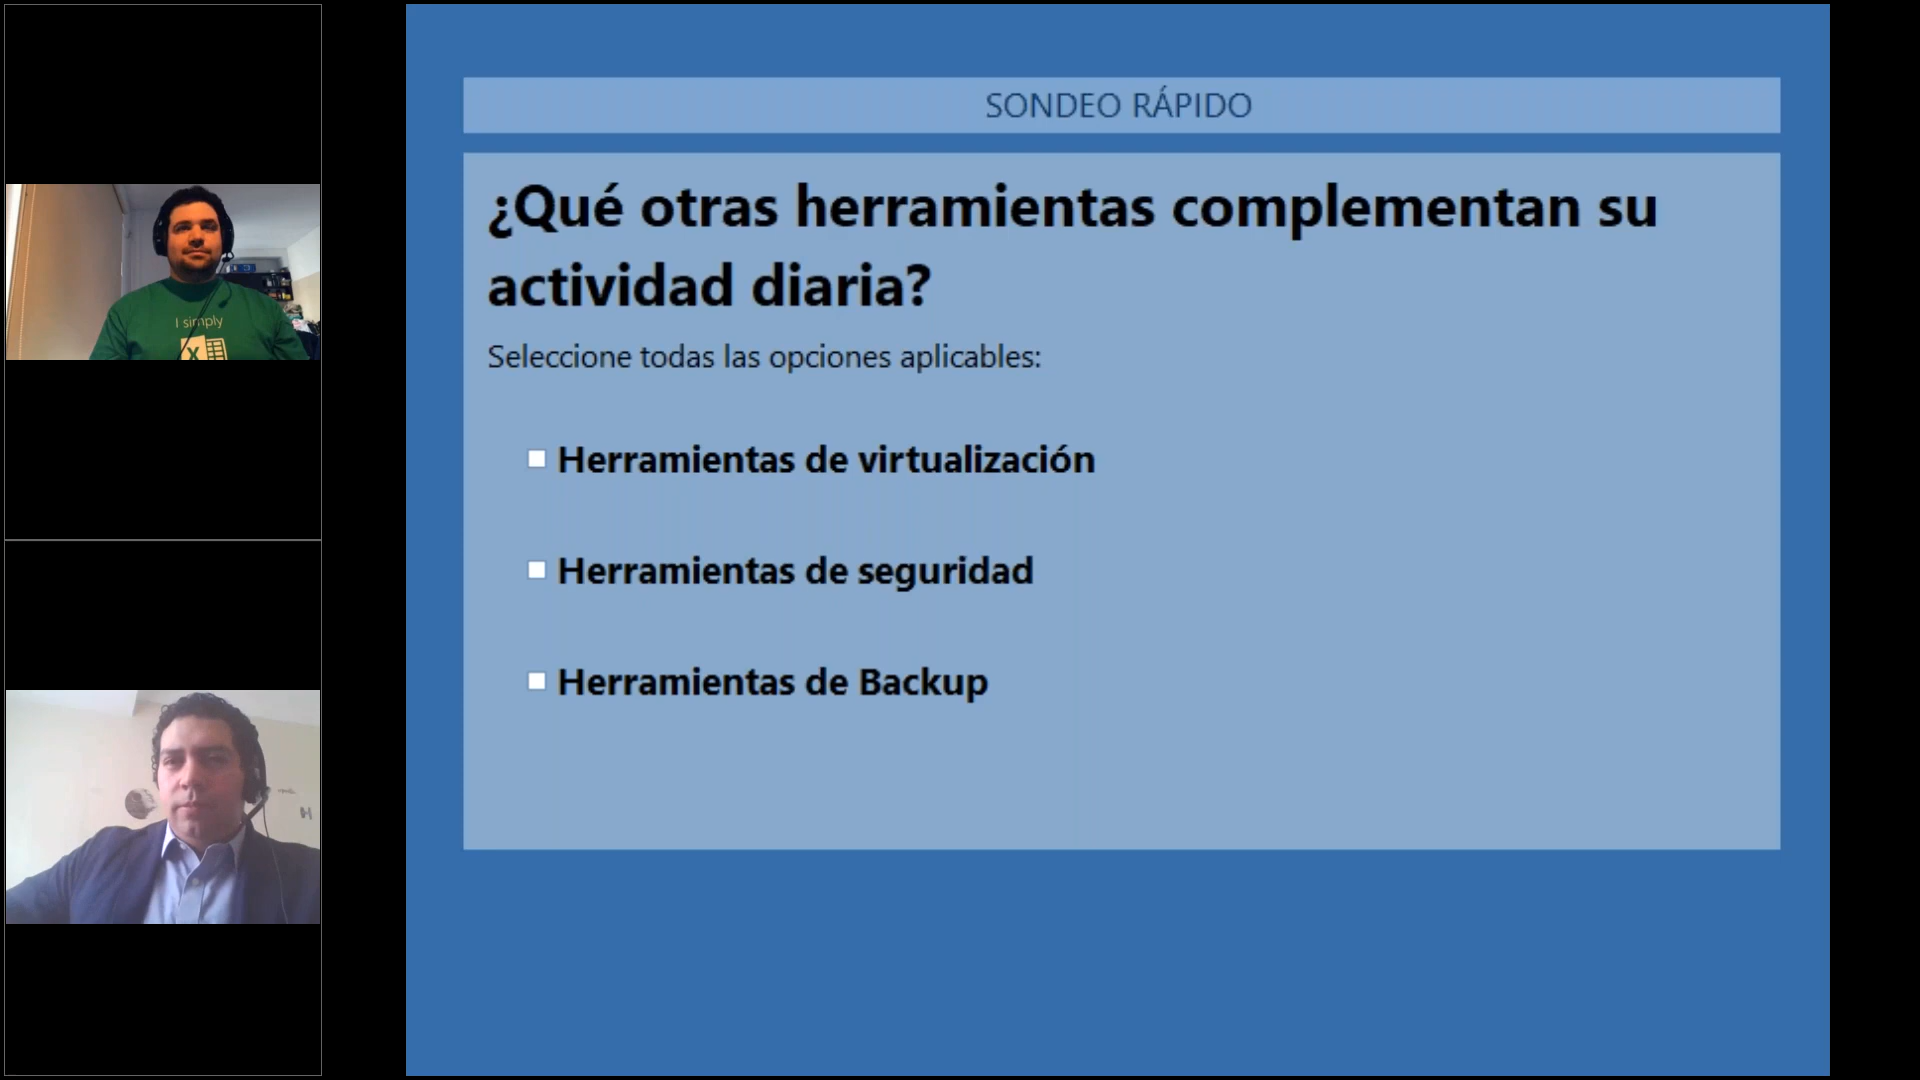 SONDEO RÁPIDO
¿Qué otras herramientas complementan su
actividad diaria?
Seleccione todas las opciones aplicables:
Herramientas de virtualización
Herramientas de seguridad
Herramientas de Backup
I simply
X
H